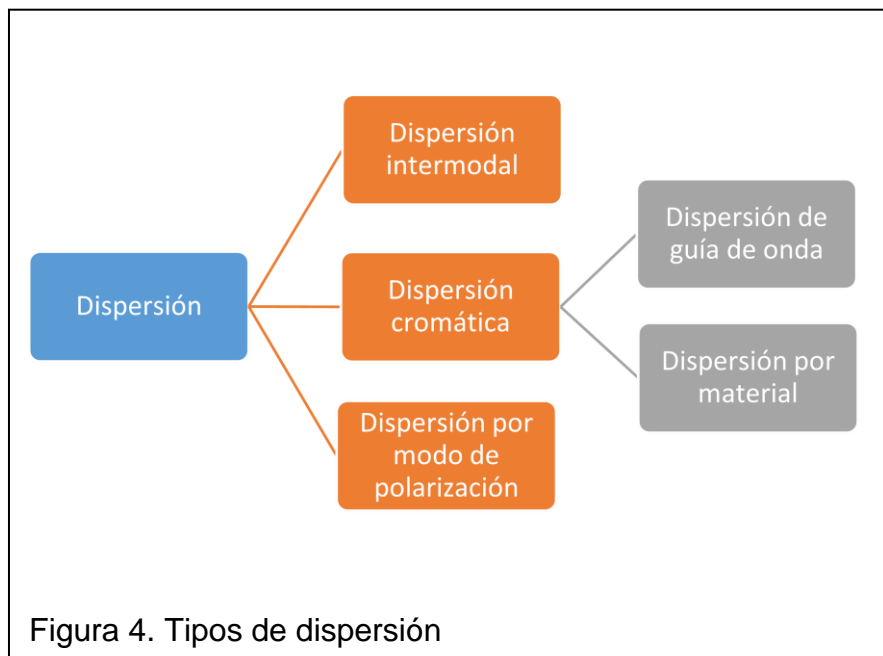 Dispersión
Dispersión
intermodal
Dispersión
cromática
Dispersión por
modo de
polarización
Dispersión de
guía de onda
Dispersión por
material
Figura 4. Tipos de dispersión